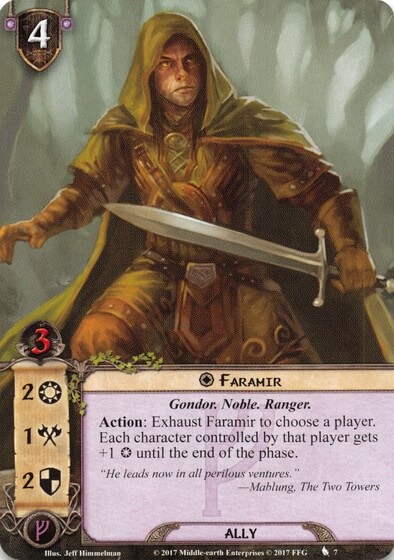 4
3
2
1
2
Faramir
Gondor. Noble. Ranger.
Action: Exhaust Faramir to choose a player.
Each character controlled by that player gets
+1 until the end of the phase.
"He leads now in all perilous ventures."
—Mablung, The Two Towers
ALLY
Illus. Jeff Himmelman
© 2017 Middle-earth Enterprises © 2017 FFG
7